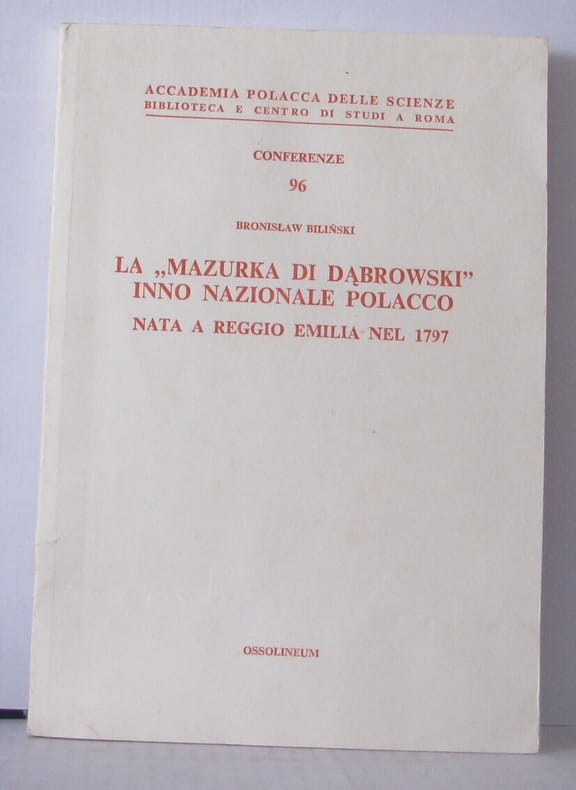 ACCADEMIA POLACCA DELLE SCIENZE
BIBLIOTECA E CENTRO DI STUDI A ROMA
CONFERENZE
96
BRONISŁAW BILIŃSKI
LA „MAZURKA DI DĄBROWSKI”
INNO NAZIONALE POLACCO
NATA A REGGIO EMILIA NEL 1797
OSSOLINEUM